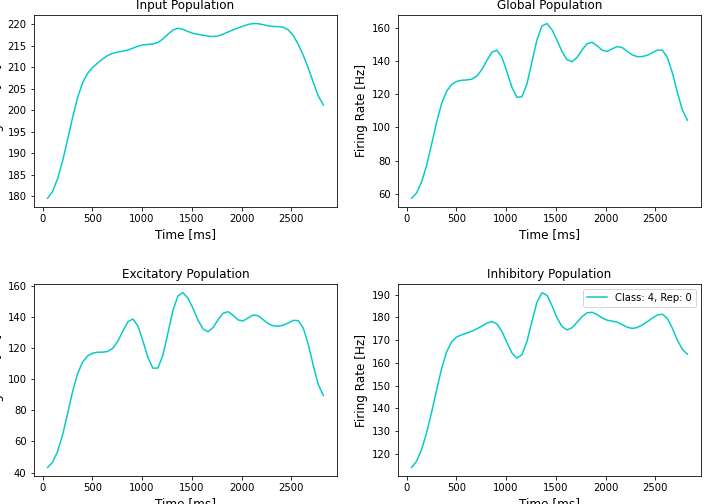 Input Population
220
215
210
205
200
195
190
185
180
0 500 1000 1500 2000 2500
Time [ms]
Global Population
Firing Rate [Hz]
160
140
120
100
80
60
0 500 1000 1500 2000 2500
Time [ms]
Excitatory Population
160
140
120
100
80
60
40
0 500 1000 1500 2000 2500
Time [ms]
Inhibitory Population
Class: 4, Rep: 0
Firing Rate [Hz]
190
180
170
160
150
140
130
120
0 500 1000 1500 2000 2500
Time [ms]